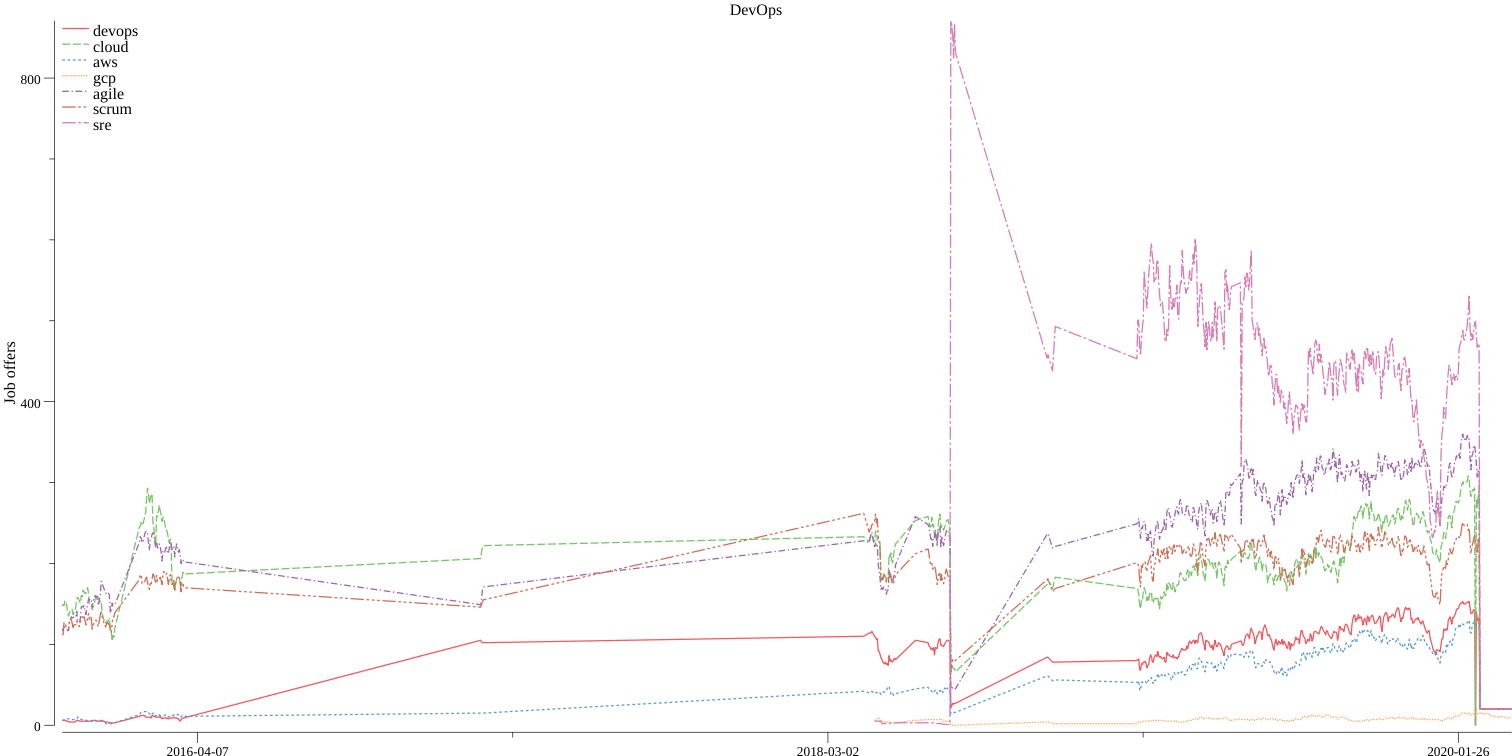 DevOps
devops
cloud
aws
gcp
agile
scrum
sre
Job offers
800
400
0
2016-04-07
2018-03-02
2020-01-26